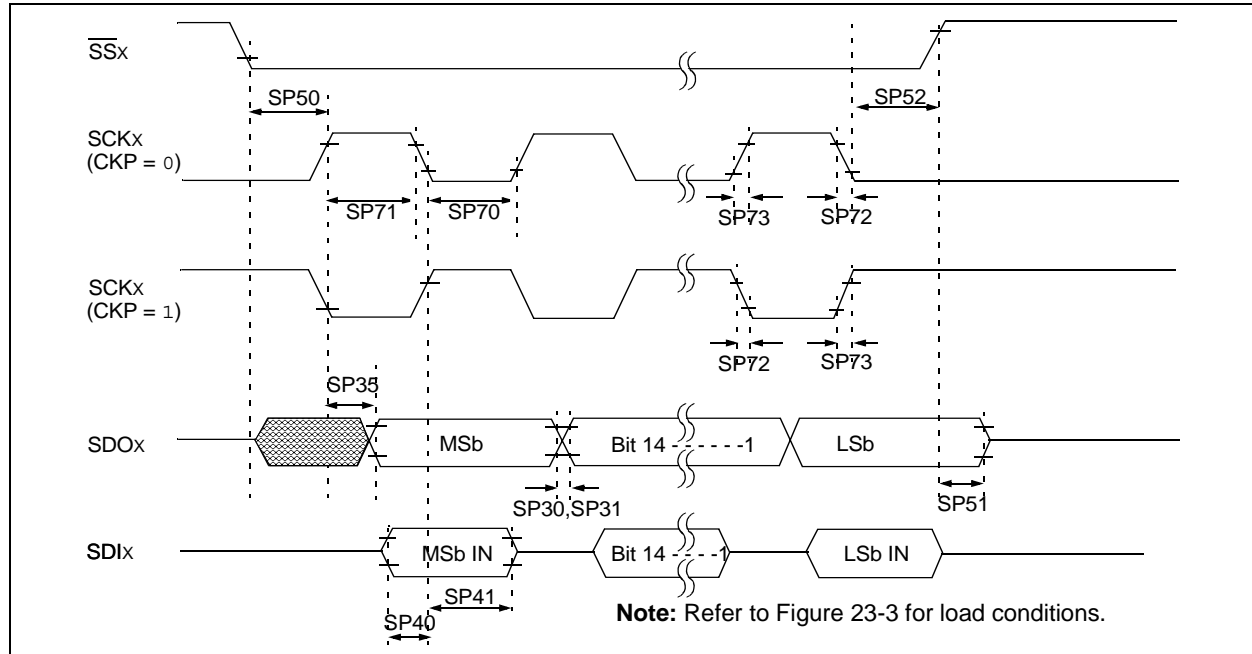 SSX
SP50
SP52
SCKX
(CKP = 0)
SP71
SP70
SP73
SP72
SCKX
(CKP = 1)
SP72
SP73
SP35
SDOX
MSb
Bit 14 - - - - - -1
LSb
SP30,SP31
SP51
SDIX
MSb IN
Bit 14 - - - -1
LSb IN
SP41
SP40
Note: Refer to Figure 23-3 for load conditions.